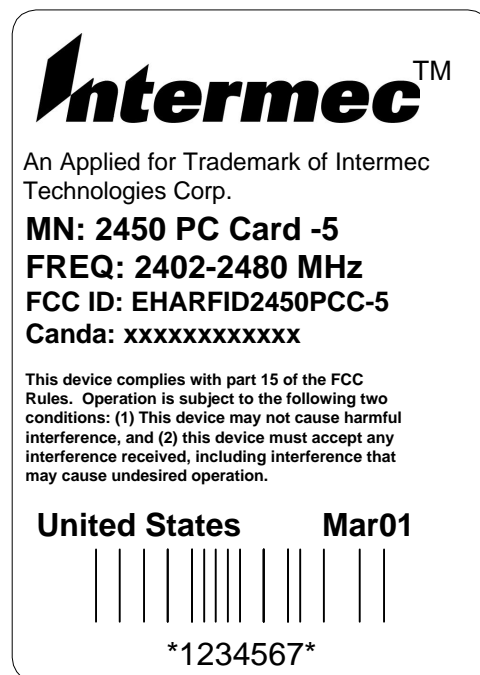 Intermec™
An Applied for Trademark of Intermec
Technologies Corp.
MN: 2450 PC Card -5
FREQ: 2402-2480 MHz
FCC ID: EHARFID2450PCC-5
Canda: xxxxxxxxxxxx
This device complies with part 15 of the FCC
Rules.  Operation is subject to the following two
conditions: (1) This device may not cause harmful
interference, and (2) this device must accept any
interference received, including interference that
may cause undesired operation.
United States Mar01
*1234567*